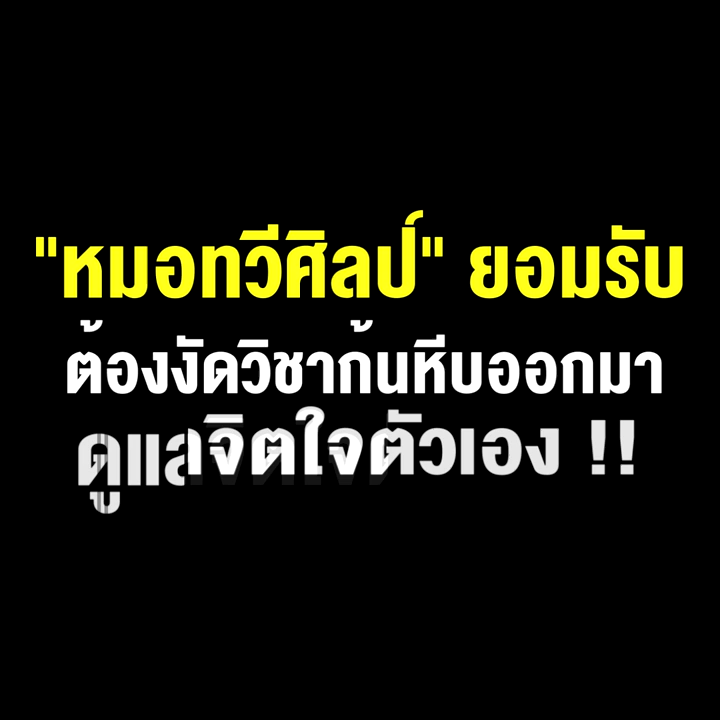 "หมอทวีศิลป์" ยอมรับ
ต้องงัดวิชาก้นหีบออกมา
ดูแลจิตใจตัวเอง !!